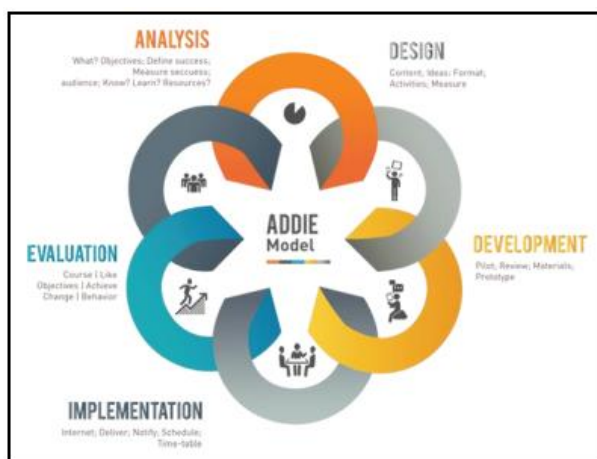 ANALYSIS
What? Objectives; Define success,
Measure seccuess;
audience; Know? Learn? Resources?
DESIGN
Content, Ideas; Format,
Activities; Measure
ADDIE
Model
EVALUATION
Course | Like
Objectives | Achieve
Change | Behavior
DEVELOPMENT
Pilot, Review; Materials;
Prototype
IMPLEMENTATION
Internet; Deliver; Notify, Schedule;
Time-table